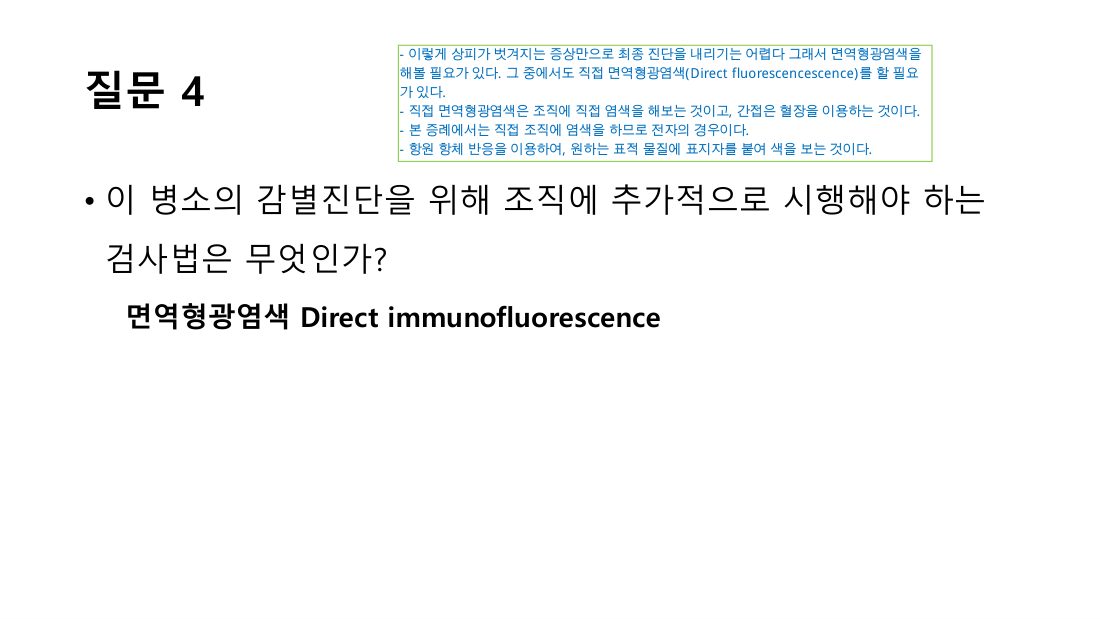 질문 4
- 이렇게 상피가 벗겨지는 증상만으로 최종 진단을 내리기는 어렵다 그래서 면역형광염색을
해볼 필요가 있다. 그 중에서도 직접 면역형광염색(Direct fluorescencescence)를 할 필요
가 있다.
- 직접 면역형광염색은 조직에 직접 염색을 해보는 것이고, 간접은 혈장을 이용하는 것이다.
- 본 증례에서는 직접 조직에 염색을 하므로 전자의 경우이다.
- 항원 항체 반응을 이용하여, 원하는 표적 물질에 표지자를 붙여 색을 보는 것이다.
• 이 병소의 감별진단을 위해 조직에 추가적으로 시행해야 하는
검사법은 무엇인가?
면역형광염색 Direct immunofluorescence